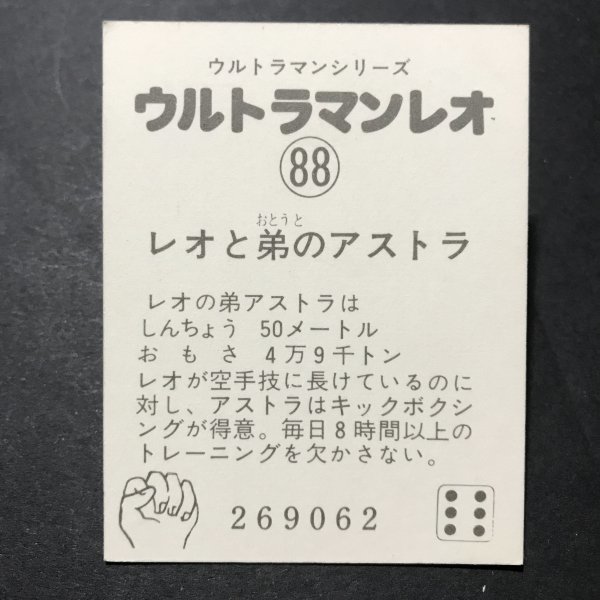 ウルトラマンシリーズ
ウルトラマンレオ
88
おとうと
レオと弟のアストラ
レオの弟アストラは
しんちょう 50メートル
おもさ 4万9千トン
レオが空手技に長けているのに
対し、アストラはキックボクシ
ングが得意。毎日8時間以上の
トレーニングを欠かさない。
269062